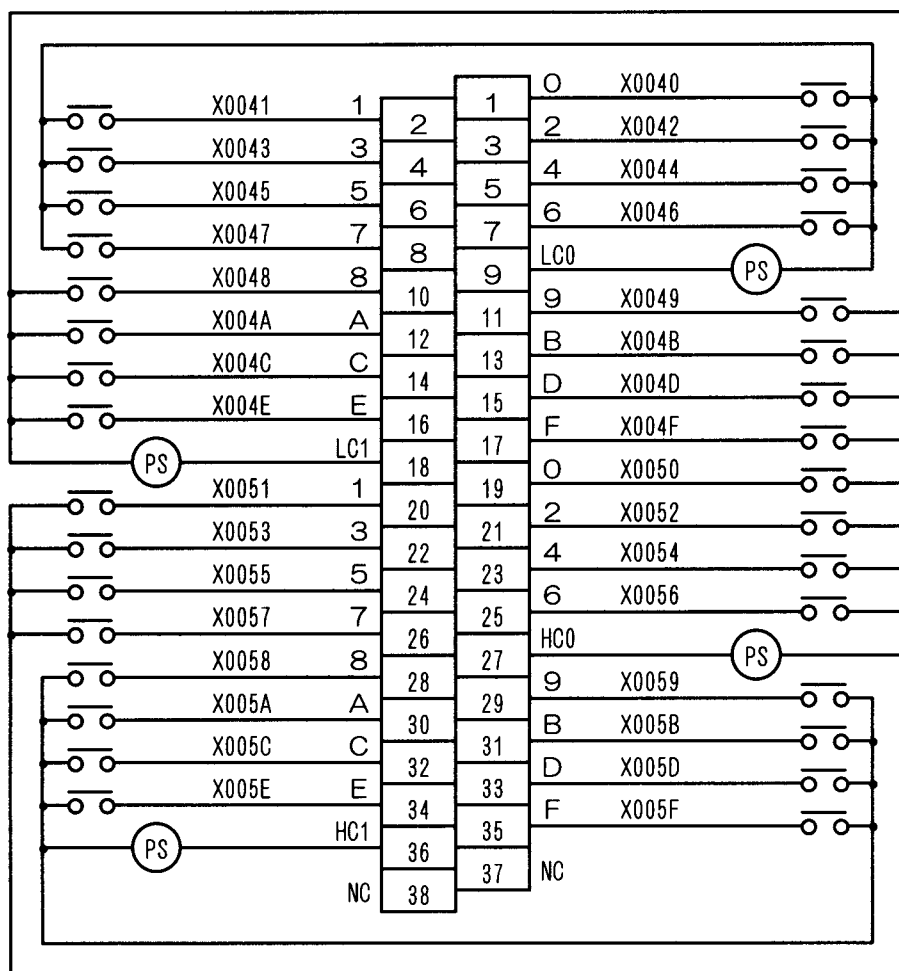 0 X0040
X0041 1 1
2 2 X0042
X0043 3 3
4 4 X0044
X0045 5 5
6 6 X0046
X0047 7 7
8 LC0 PS
X0048 8 9
10 9 X0049
X004A A 11
12 B X004B
X004C C 13
14 D X004D
X004E E 15
16 F X004F
PS LC1 17
18 0 X0050
X0051 1 19
20 2 X0052
X0053 3 21
22 4 X0054
X0055 5 23
24 6 X0056
X0057 7 25
26 HC0 PS
X0058 8 27
28 9 X0059
X005A A 29
30 B X005B
X005C C 31
32 D X005D
X005E E 33
34 F X005F
PS HC1 35
36
37 NC
NC 38